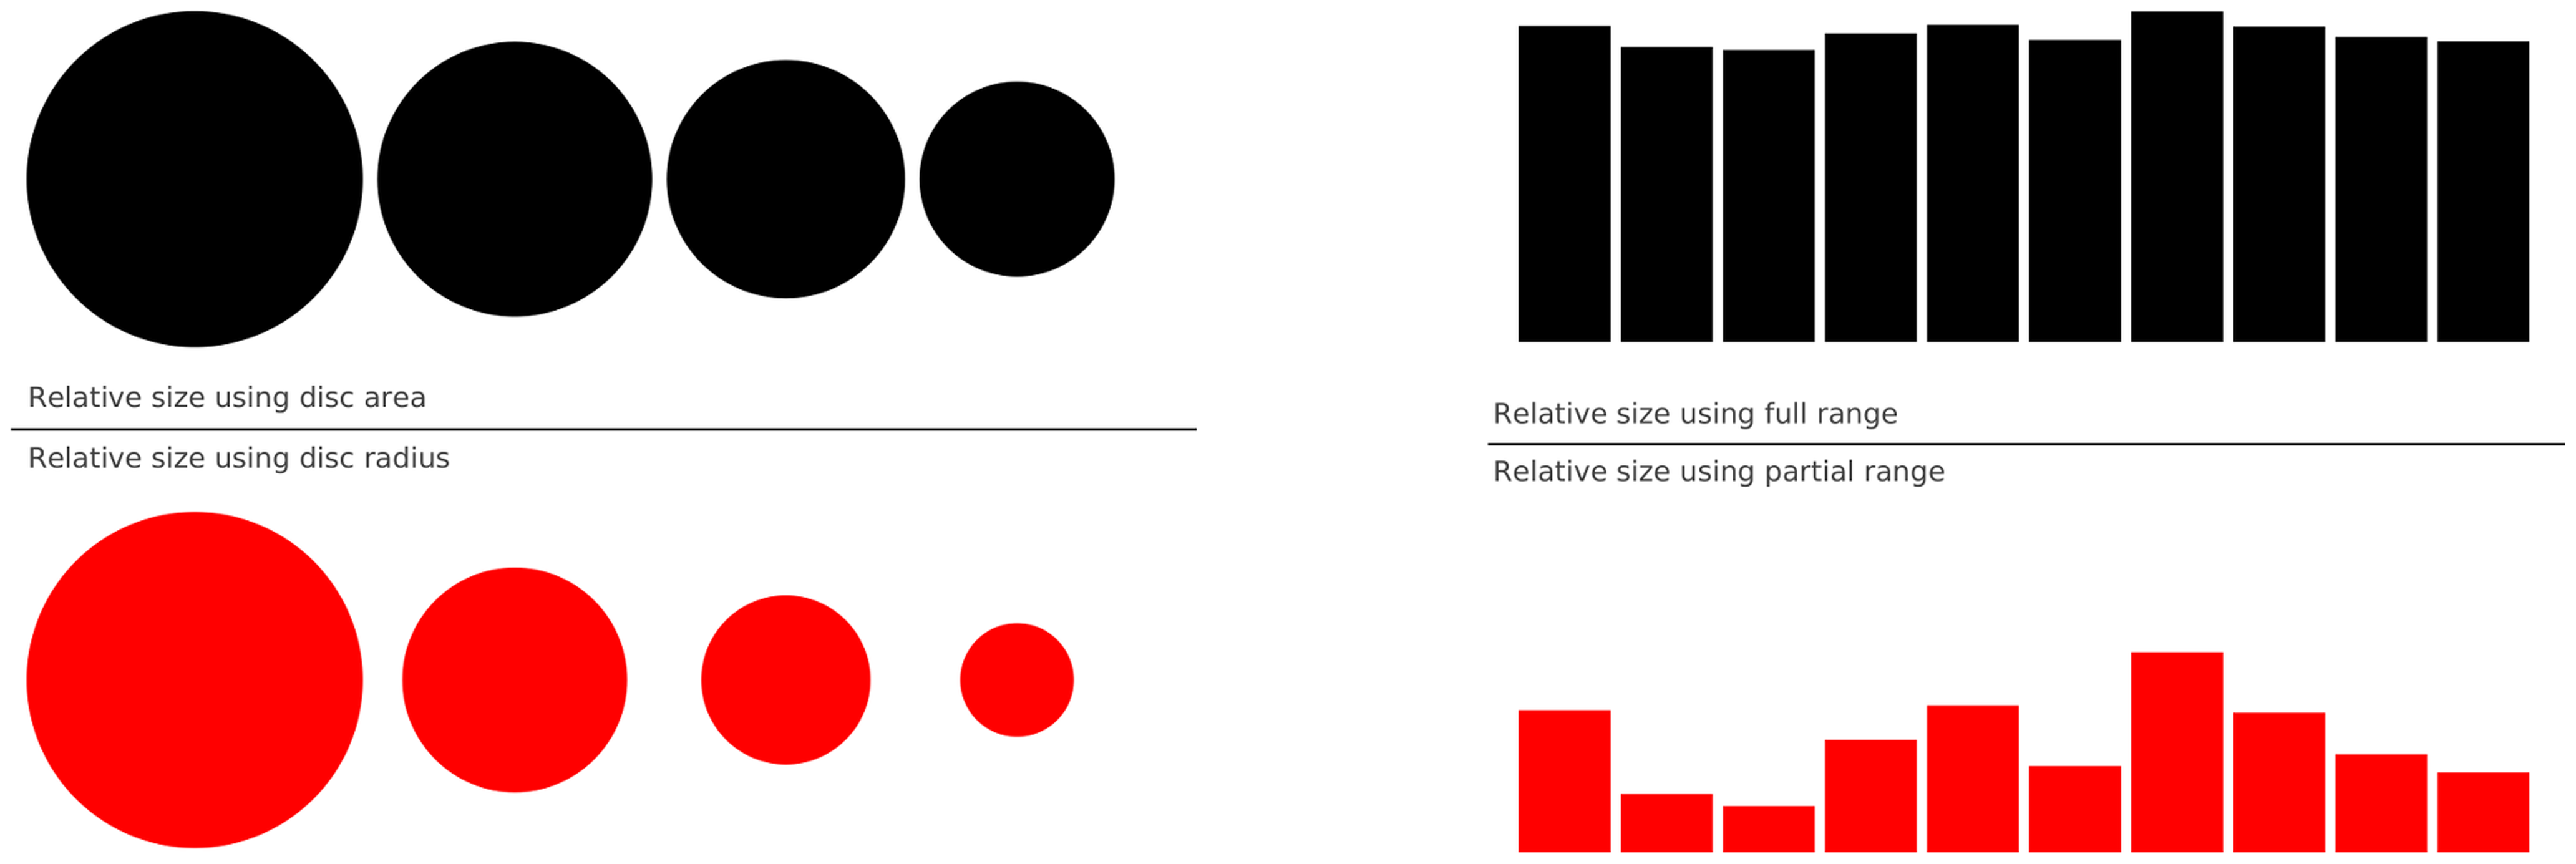 Relative size using disc area
Relative size using disc radius
Relative size using full range
Relative size using partial range